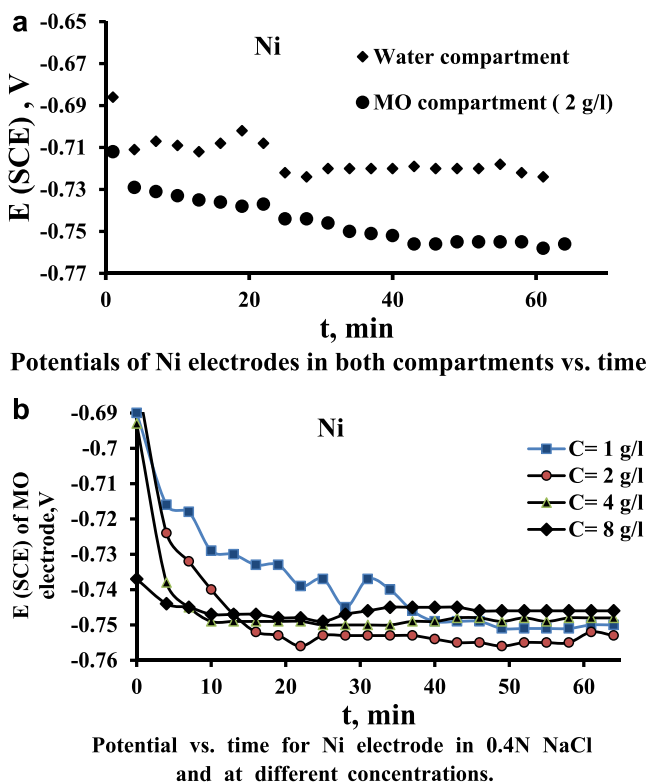 a
-0.65
-0.67
-0.69
-0.71
-0.73
-0.75
-0.77
E (SCE) , V
Ni
Water compartment
MO compartment ( 2 g/l)
0
20
40
60
t, min
Potentials of Ni electrodes in both compartments vs. time
b
-0.69
-0.7
-0.71
-0.72
-0.73
-0.74
-0.75
-0.76
E (SCE) of MO
electrode,V
Ni
C= 1 g/l
C= 2 g/l
C= 4 g/l
C= 8 g/l
0
10
20
30
40
50
60
t, min
Potential vs. time for Ni electrode in 0.4N NaCl
and at different concentrations.